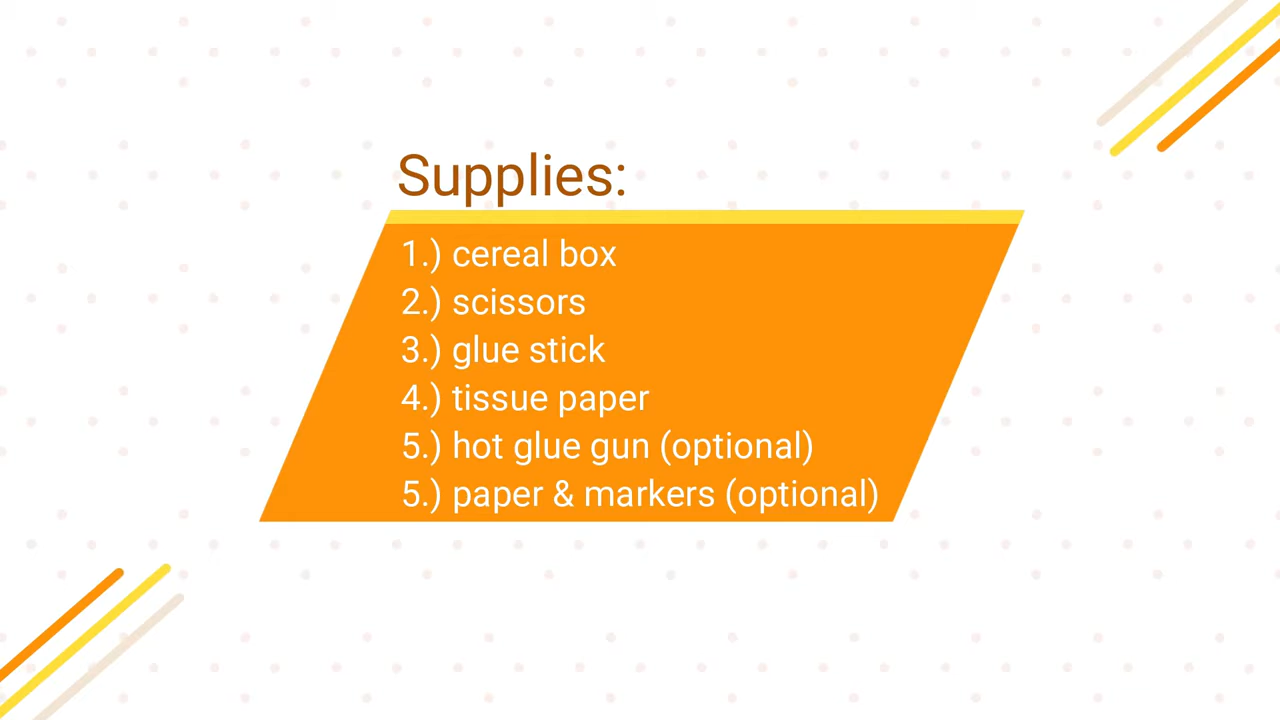 Supplies:
1.) cereal box
2.) scissors
3.) glue stick
4.) tissue paper
5.) hot glue gun (optional)
5.) paper & markers (optional)